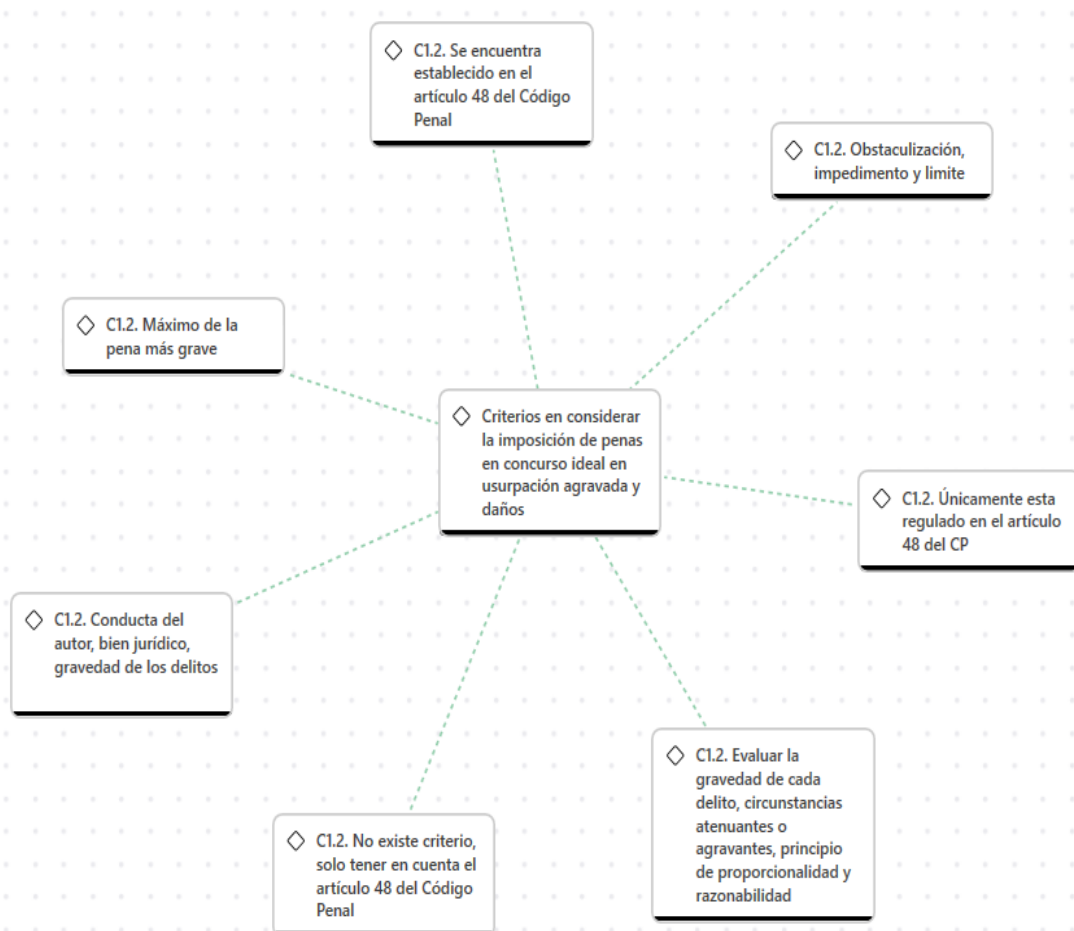 C1.2. Se encuentra
establecido en el
artículo 48 del Código
Penal
C1.2. Obstaculización,
impedimento y limite
C1.2. Máximo de la
pena más grave
Criterios en considerar
la imposición de penas
en concurso ideal en
usurpación agravada y
daños
C1.2. Únicamente esta
regulado en el artículo
48 del CP
C1.2. Conducta del
autor, bien jurídico,
gravedad de los delitos
C1.2. Evaluar la
gravedad de cada
delito, circunstancias
atenuantes o
agravantes, principio
de proporcionalidad y
razonabilidad
C1.2. No existe criterio,
solo tener en cuenta el
artículo 48 del Código
Penal